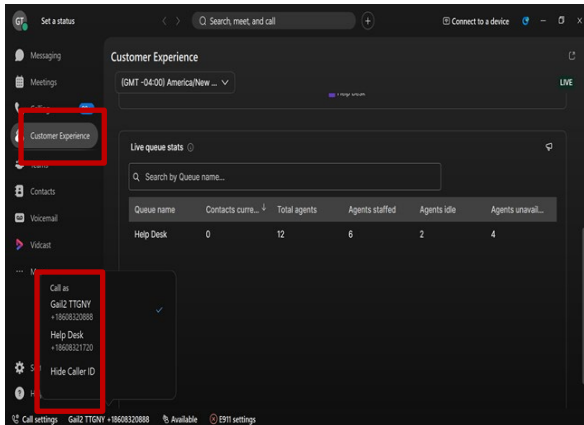 GT Set a status
Search, meet, and call
Connect to a device
Messaging
Meetings
Customer Experience
Contacts
Voicemail
Vidcast
Customer Experience
(GMT -04:00) America/New ...
LIVE
Help Desk
Live queue stats
Search by Queue name...
Queue name Contacts curre... Total agents Agents staffed Agents idle Agents unavail...
Help Desk 0 12 6 2 4
Call as
Gail2 TTGNY
+18608320888
Help Desk
+18608321720
Hide Caller ID
Call settings Gail2 TTGNY +18608320888 Available E911 settings